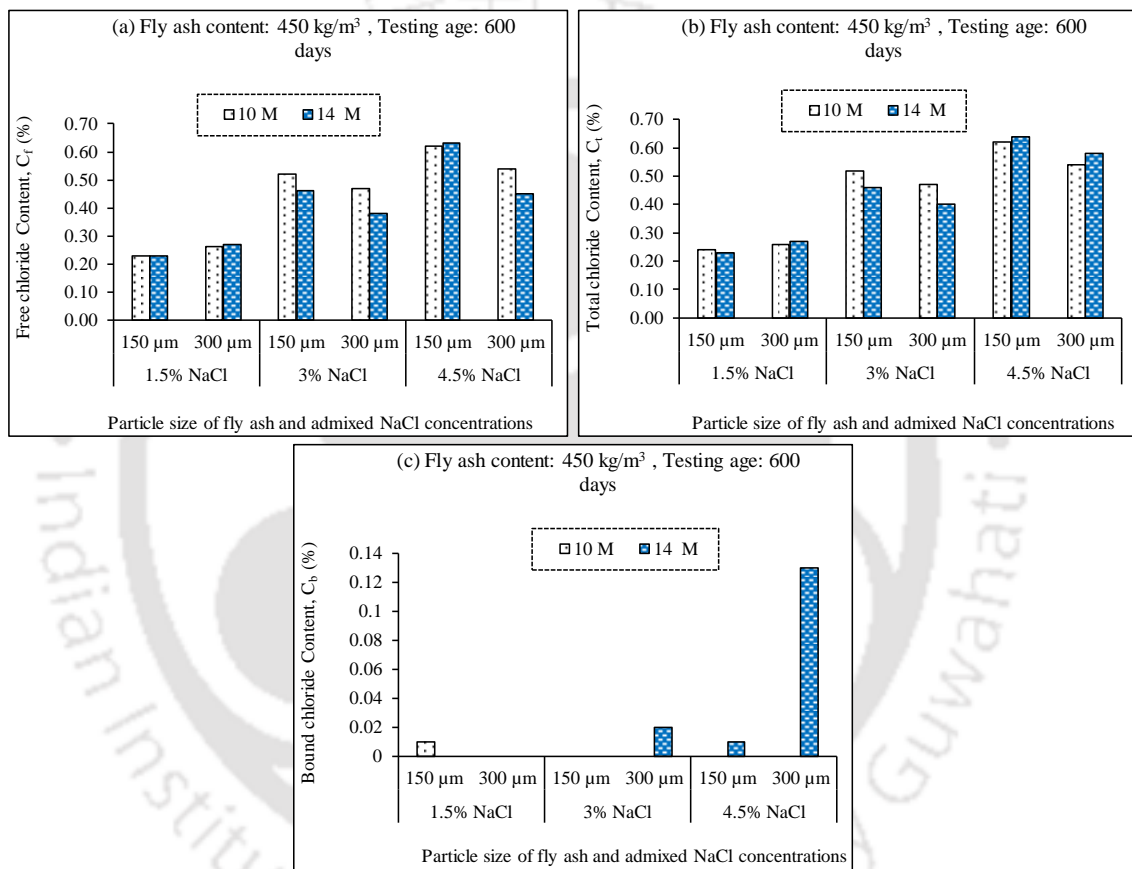 (a) Fly ash content: 450 kg/m³ , Testing age: 600
days
10 M 14 M
Free chloride Content, Cf (%)
0.70
0.60
0.50
0.40
0.30
0.20
0.10
0.00
150 µm 300 µm 150 µm 300 µm 150 µm 300 µm
1.5% NaCl 3% NaCl 4.5% NaCl
Particle size of fly ash and admixed NaCl concentrations
(b) Fly ash content: 450 kg/m³ , Testing age: 600
days
10 M 14 M
Total chloride Content, Ct (%)
0.70
0.60
0.50
0.40
0.30
0.20
0.10
0.00
150 µm 300 µm 150 µm 300 µm 150 µm 300 µm
1.5% NaCl 3% NaCl 4.5% NaCl
Particle size of fly ash and admixed NaCl concentrations
(c) Fly ash content: 450 kg/m³ , Testing age: 600
days
10 M 14 M
Bound chloride Content, Cb (%)
0.14
0.12
0.1
0.08
0.06
0.04
0.02
0
150 µm 300 µm 150 µm 300 µm 150 µm 300 µm
1.5% NaCl 3% NaCl 4.5% NaCl
Particle size of fly ash and admixed NaCl concentrations
Indian Institu
Guwahati